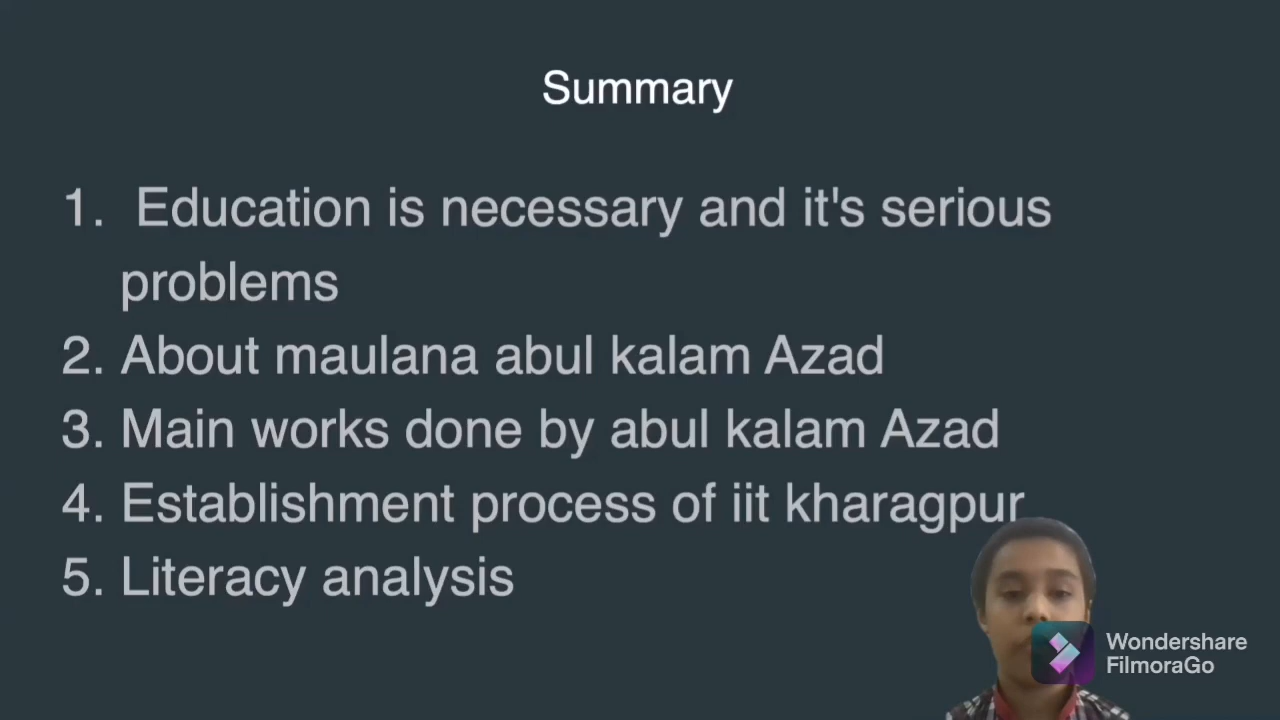 Summary
1. Education is necessary and it's serious
problems
2. About maulana abul kalam Azad
3. Main works done by abul kalam Azad
4. Establishment process of iit kharagpur
5. Literacy analysis
Wondershare
FilmoraGo